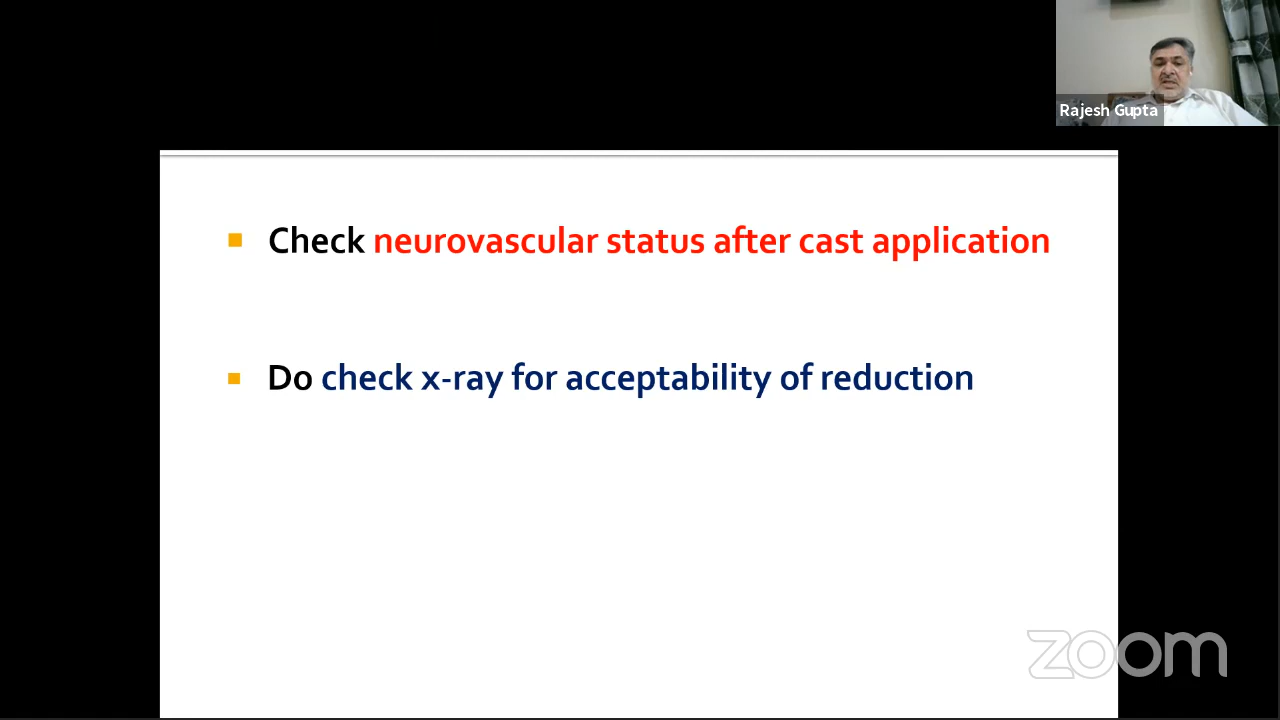 Rajesh Gupta
Check neurovascular status after cast application
Do check x-ray for acceptability of reduction
zoom